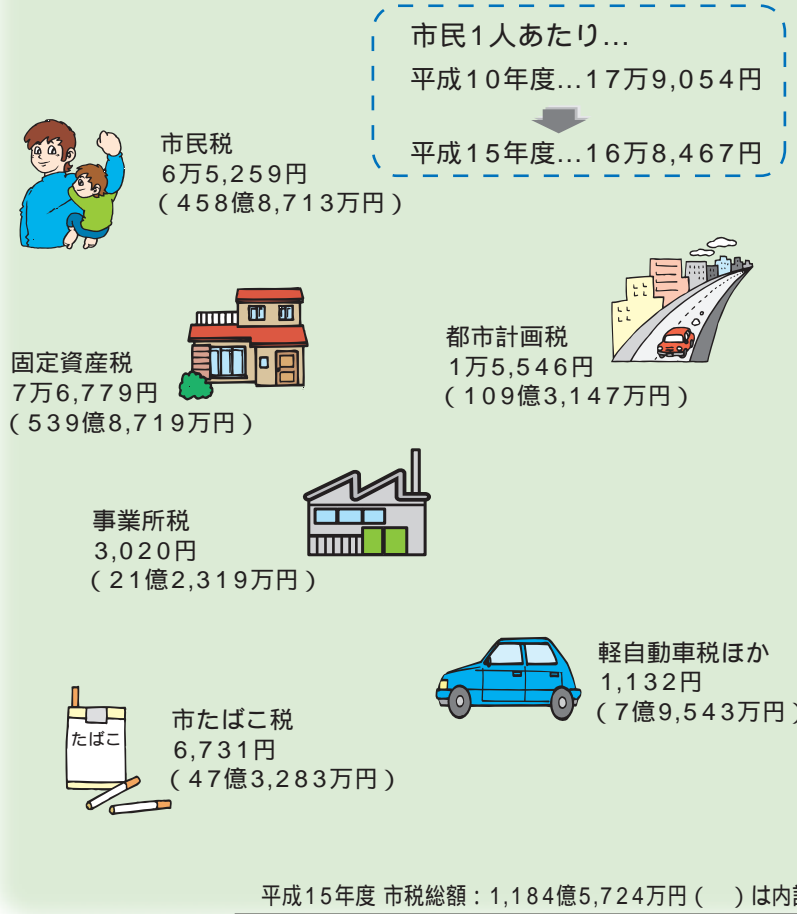 市民1人あたり…
平成10年度…17万9,054円
平成15年度…16万8,467円
市民税
6万5,259円
(458億8,713万円)
固定資産税
7万6,779円
(539億8,719万円)
都市計画税
1万5,546円
(109億3,147万円)
事業所税
3,020円
(21億2,319万円)
軽自動車税ほか
1,132円
(7億9,543万円)
たばこ
市たばこ税
6,731円
(47億3,283万円)
平成15年度 市税総額:1,184億5,724万円( )は内訳